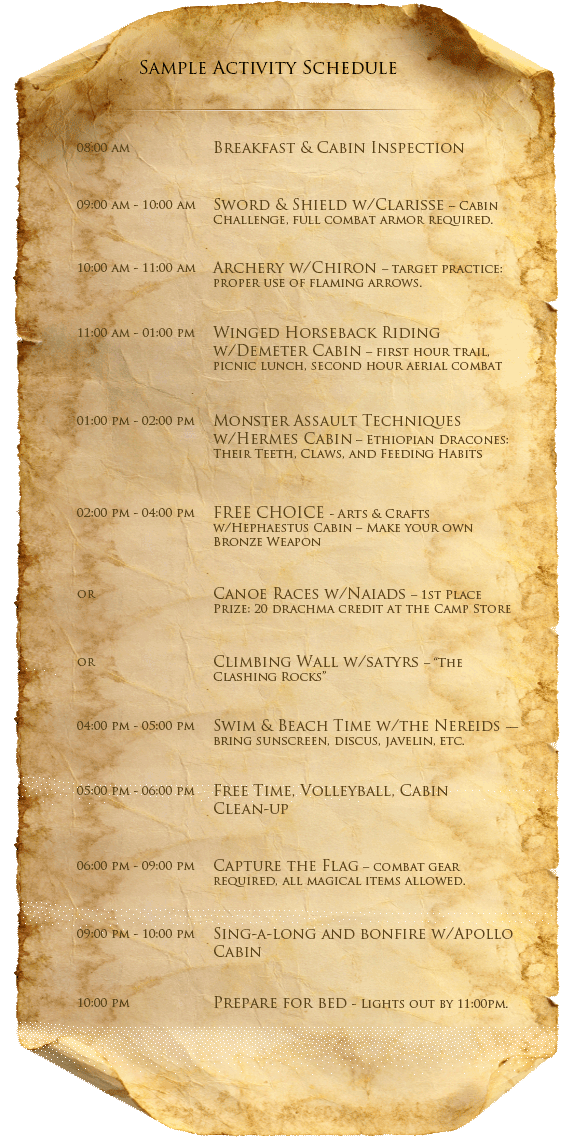 Sample Activity Schedule
08:00 am Breakfast & Cabin Inspection
09:00 am - 10:00 am Sword & Shield w/Clarisse – Cabin
Challenge, full combat armor required.
10:00 am - 11:00 am Archery w/Chiron – target practice:
proper use of flaming arrows.
11:00 am - 01:00 pm Winged Horseback Riding
w/Demeter Cabin – first hour trail,
picnic lunch, second hour aerial combat
01:00 pm - 02:00 pm Monster Assault Techniques
w/Hermes Cabin – Ethiopian Dracones:
Their Teeth, Claws, and Feeding Habits
02:00 pm - 04:00 pm FREE CHOICE - Arts & Crafts
w/Hephaestus Cabin – Make your own
Bronze Weapon
or Canoe Races w/Naiads – 1st Place
Prize: 20 drachma credit at the Camp Store
or Climbing Wall w/satyrs – “The
Clashing Rocks”
04:00 pm - 05:00 pm Swim & Beach Time w/the Nereids —
bring sunscreen, discus, javelin, etc.
05:00 pm - 06:00 pm Free Time, Volleyball, Cabin
Clean-up
06:00 pm - 09:00 pm Capture the Flag – combat gear
required, all magical items allowed.
09:00 pm - 10:00 pm Sing-a-long and bonfire w/Apollo
Cabin
10:00 pm Prepare for bed - Lights out by 11:00pm.